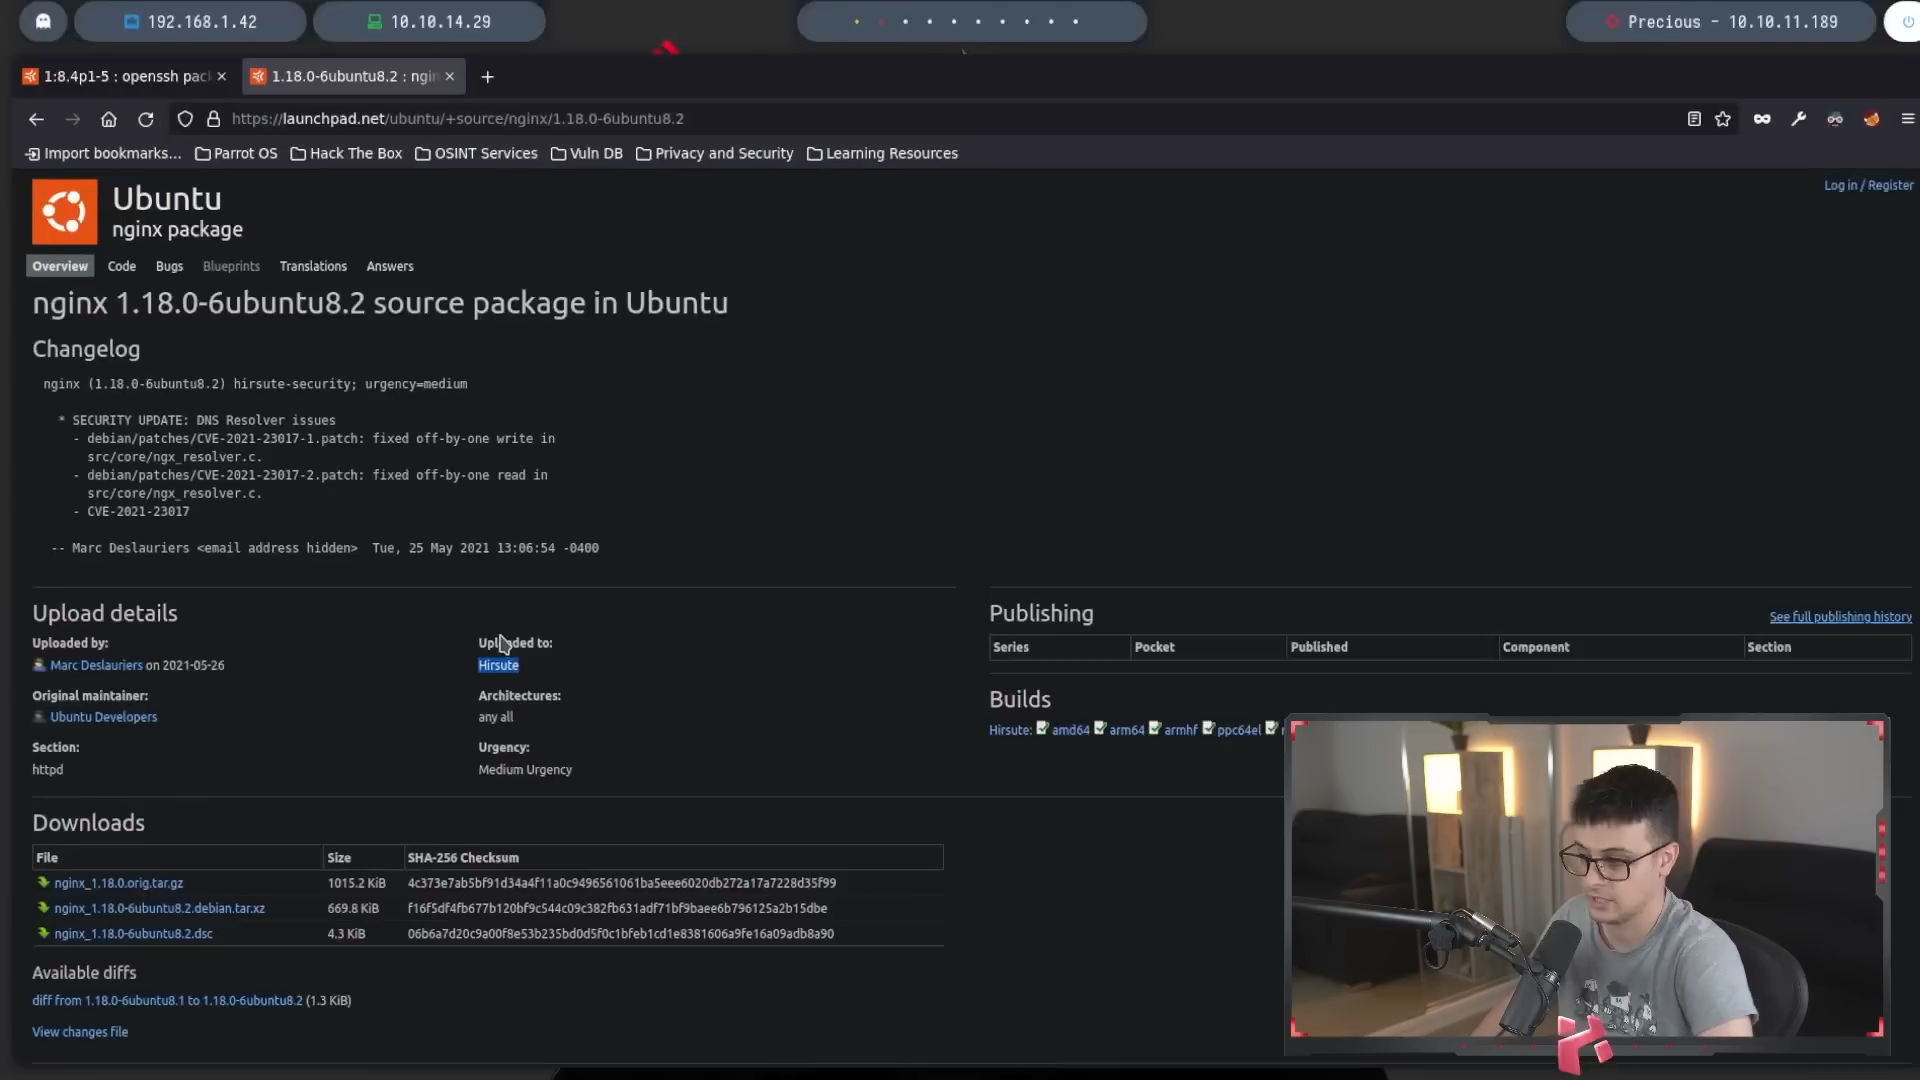 192.168.1.42
10.10.14.29
Precious - 10.10.11.189
1:8.4p1-5 : openssh pac
1.18.0-6ubuntu8.2 : ngin
https://launchpad.net/ubuntu/+source/nginx/1.18.0-6ubuntu8.2
Import bookmarks... Parrot OS Hack The Box OSINT Services Vuln DB Privacy and Security Learning Resources
Log in / Register
Ubuntu
nginx package
Overview Code Bugs Blueprints Translations Answers
nginx 1.18.0-6ubuntu8.2 source package in Ubuntu
Changelog
nginx (1.18.0-6ubuntu8.2) hirsute-security; urgency=medium
* SECURITY UPDATE: DNS Resolver issues
- debian/patches/CVE-2021-23017-1.patch: fixed off-by-one write in
src/core/ngx_resolver.c.
- debian/patches/CVE-2021-23017-2.patch: fixed off-by-one read in
src/core/ngx_resolver.c.
- CVE-2021-23017
-- Marc Deslauriers <email address hidden> Tue, 25 May 2021 13:06:54 -0400
Upload details
Uploaded by:
Marc Deslauriers on 2021-05-26
Uploaded to:
Hirsute
Original maintainer:
Ubuntu Developers
Architectures:
any all
Section:
httpd
Urgency:
Medium Urgency
Publishing
See full publishing history
Series Pocket Published Component Section
Builds
Hirsute: amd64 arm64 armhf ppc64el
Downloads
File Size SHA-256 Checksum
nginx_1.18.0.orig.tar.gz 1015.2 KiB 4c373e7ab5bf91d34a4f11a0c9496561061ba5eee6020db272a17a7228d35f99
nginx_1.18.0-6ubuntu8.2.debian.tar.xz 669.8 KiB f16f5df4fb677b120bf9c544c09c382fb631adf71bf9baee6b796125a2b15dbe
nginx_1.18.0-6ubuntu8.2.dsc 4.3 KiB 06b6a7d20c9a00f8e53b235bd0d5f0c1bfeb1cd1e8381606a9fe16a09adb8a90
Available diffs
diff from 1.18.0-6ubuntu8.1 to 1.18.0-6ubuntu8.2 (1.3 KiB)
View changes file